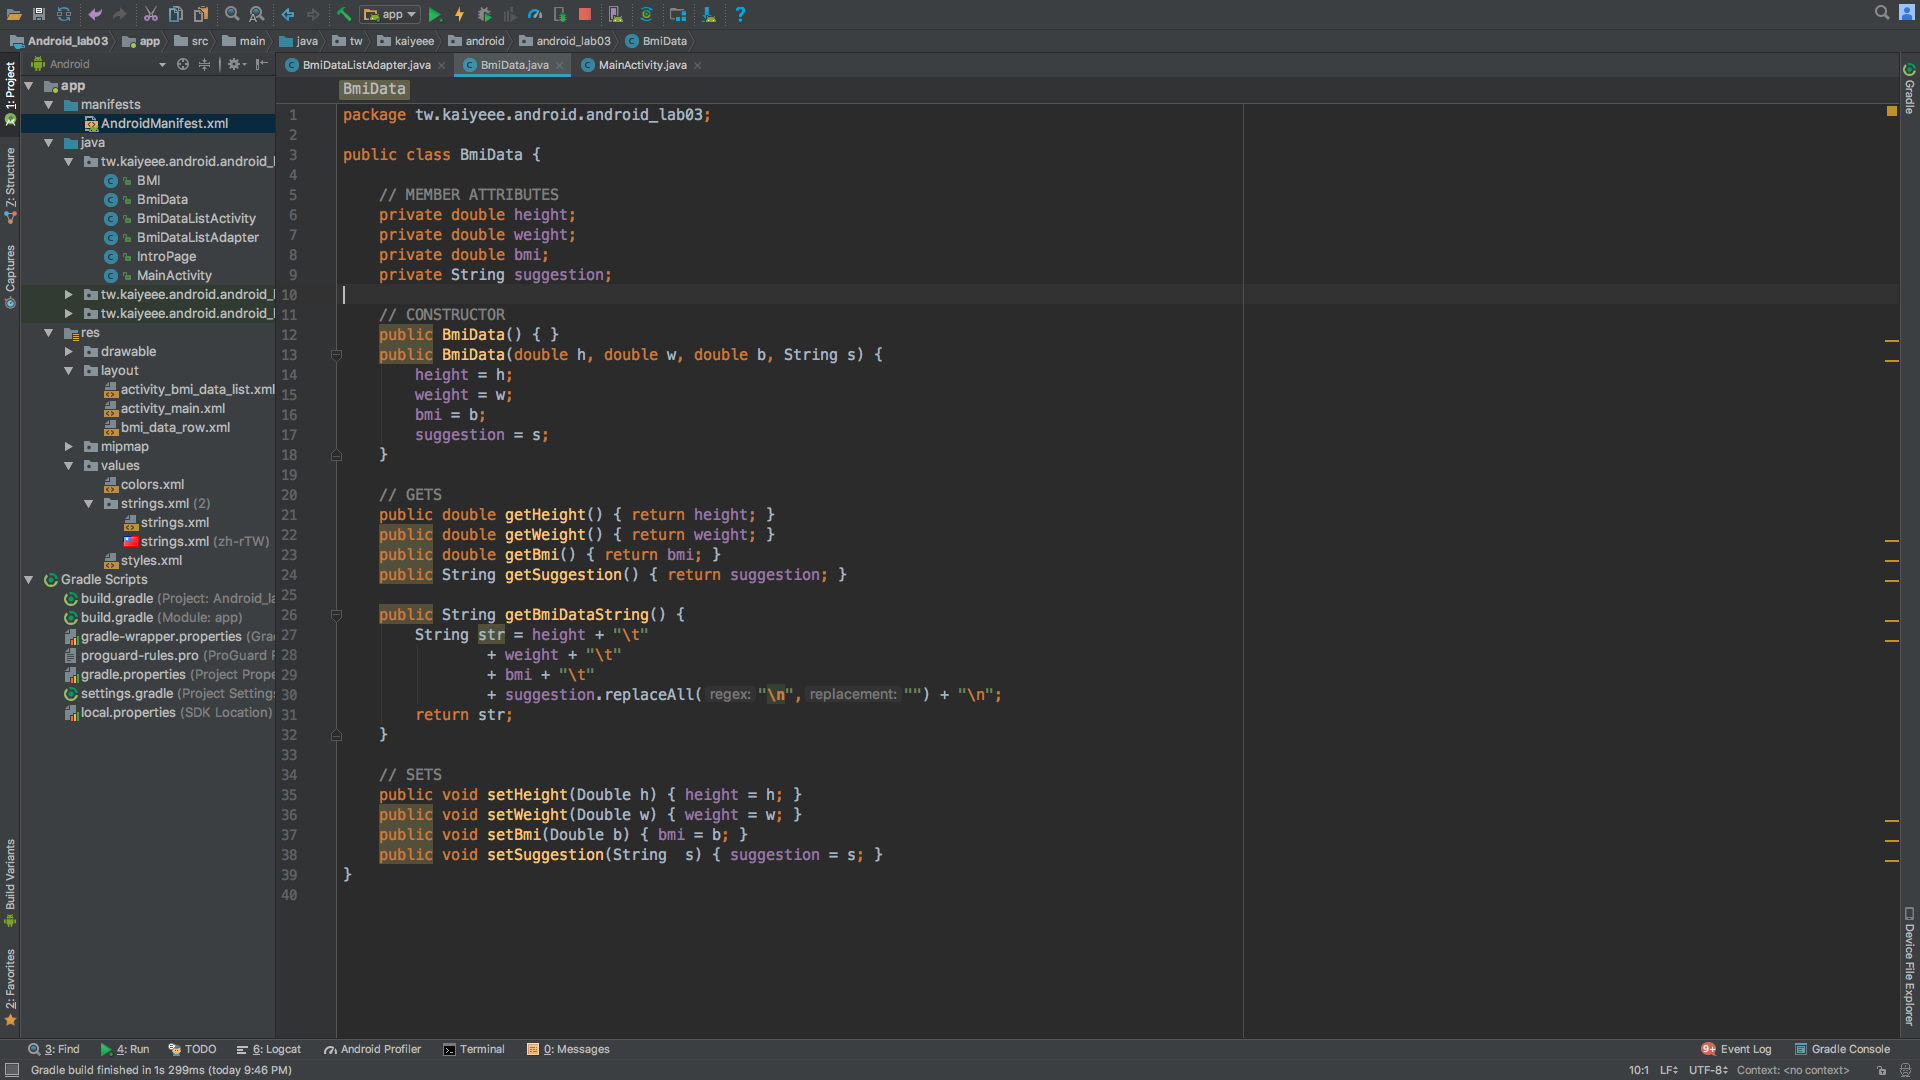 app
Android_lab03 app src main java tw kaiyeee android android_lab03 BmiData
Android
BmiDataListAdapter.java BmiData.java MainActivity.java
1: Project
Z: Structure
Captures
Build Variants
2: Favorites
app
manifests
AndroidManifest.xml
java
tw.kaiyeee.android.android_l
BMI
BmiData
BmiDataListActivity
BmiDataListAdapter
IntroPage
MainActivity
tw.kaiyeee.android.android_l
tw.kaiyeee.android.android_l
res
drawable
layout
activity_bmi_data_list.xml
activity_main.xml
bmi_data_row.xml
mipmap
values
colors.xml
strings.xml (2)
strings.xml
strings.xml (zh-rTW)
styles.xml
Gradle Scripts
build.gradle (Project: Android_la
build.gradle (Module: app)
gradle-wrapper.properties (Gra
proguard-rules.pro (ProGuard F
gradle.properties (Project Prope
settings.gradle (Project Setting
local.properties (SDK Location)
BmiData
1 package tw.kaiyeee.android.android_lab03;
2
3 public class BmiData {
4
5 // MEMBER ATTRIBUTES
6 private double height;
7 private double weight;
8 private double bmi;
9 private String suggestion;
10
11 // CONSTRUCTOR
12 public BmiData() { }
13 public BmiData(double h, double w, double b, String s) {
14 height = h;
15 weight = w;
16 bmi = b;
17 suggestion = s;
18 }
19
20 // GETS
21 public double getHeight() { return height; }
22 public double getWeight() { return weight; }
23 public double getBmi() { return bmi; }
24 public String getSuggestion() { return suggestion; }
25
26 public String getBmiDataString() {
27 String str = height + "\t"
28 + weight + "\t"
29 + bmi + "\t"
30 + suggestion.replaceAll( regex: "\n", replacement: "") + "\n";
31 return str;
32 }
33
34 // SETS
35 public void setHeight(Double h) { height = h; }
36 public void setWeight(Double w) { weight = w; }
37 public void setBmi(Double b) { bmi = b; }
38 public void setSuggestion(String  s) { suggestion = s; }
39 }
40
Gradle
Device File Explorer
3: Find 4: Run TODO 6: Logcat Android Profiler Terminal 0: Messages 9+ Event Log Gradle Console
Gradle build finished in 1s 299ms (today 9:46 PM) 10:1 LF UTF-8 Context: <no context>